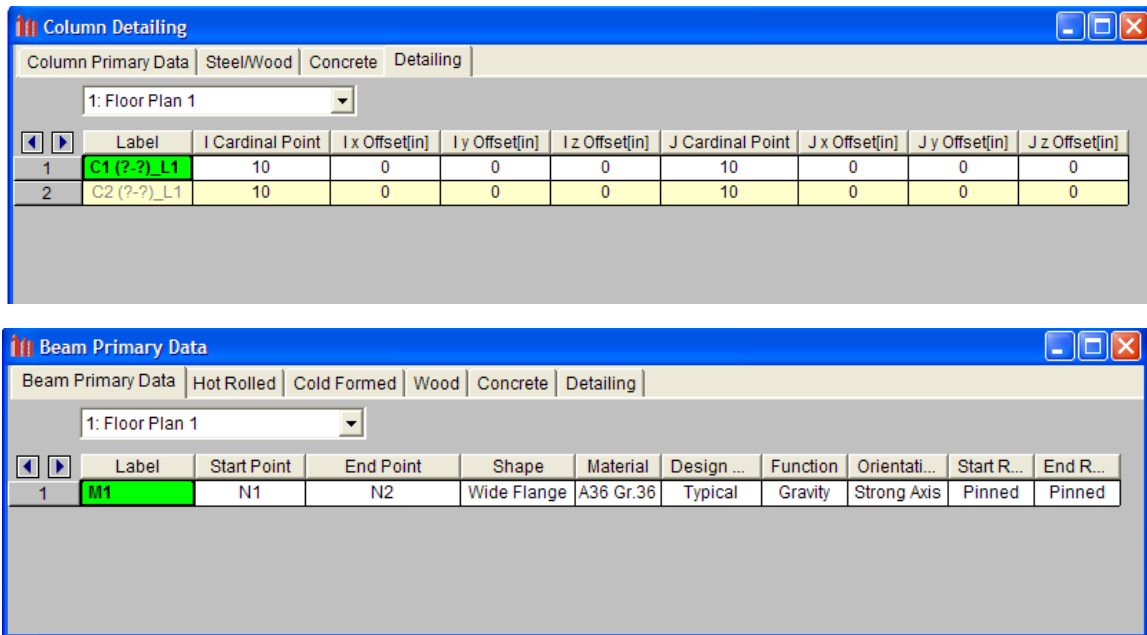 Column Detailing
Column Primary Data Steel/Wood Concrete Detailing
1: Floor Plan 1
Label I Cardinal Point I x Offset[in] I y Offset[in] I z Offset[in] J Cardinal Point J x Offset[in] J y Offset[in] J z Offset[in]
1 C1 (?-?)_L1 10 0 0 0 10 0 0 0
2 C2 (?-?)_L1 10 0 0 0 10 0 0 0
Beam Primary Data
Beam Primary Data Hot Rolled Cold Formed Wood Concrete Detailing
1: Floor Plan 1
Label Start Point End Point Shape Material Design ... Function Orientati... Start R... End R...
1 M1 N1 N2 Wide Flange A36 Gr.36 Typical Gravity Strong Axis Pinned Pinned